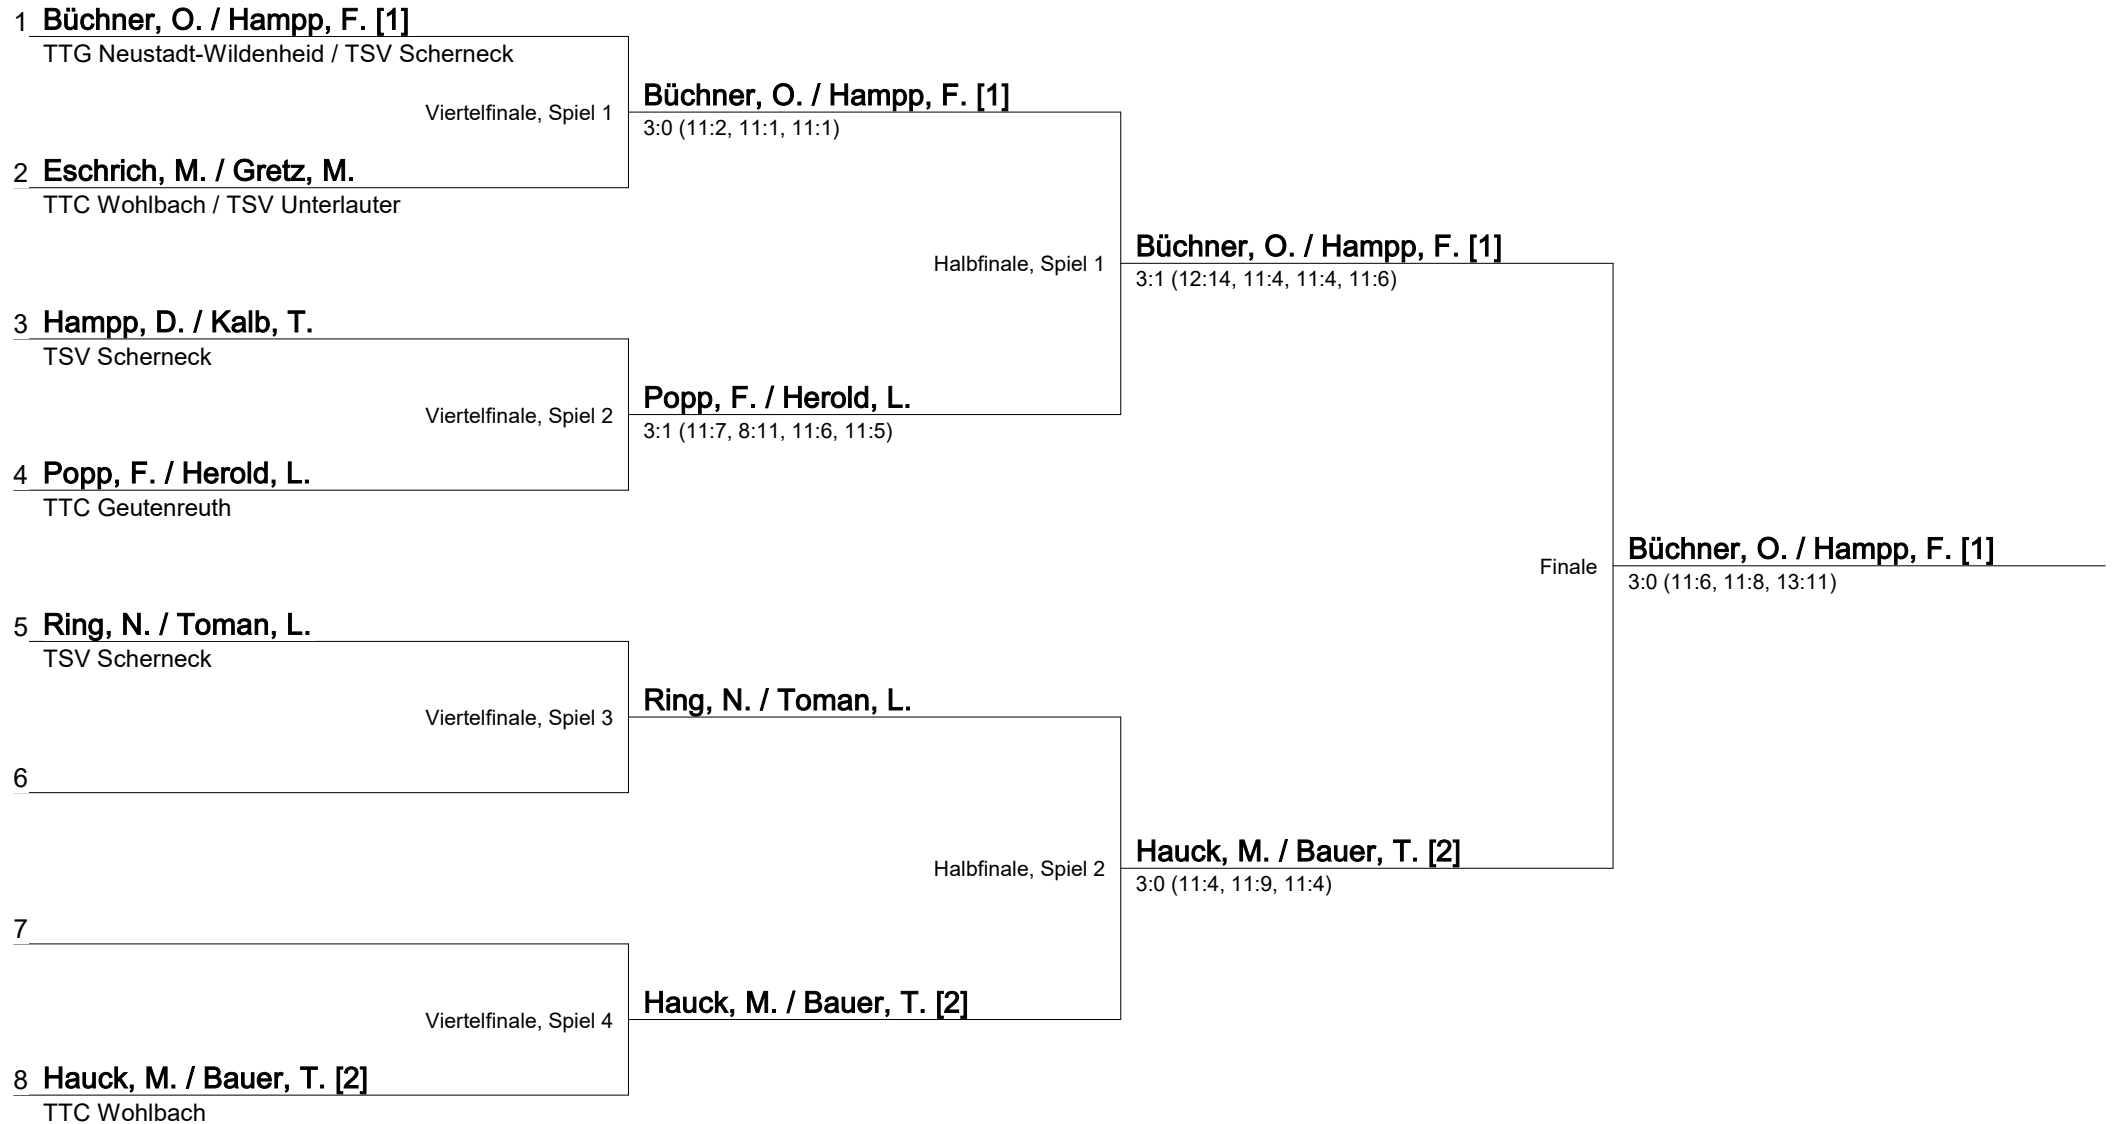 1 Büchner, O. / Hampp, F. [1]
TTG Neustadt-Wildenheid / TSV Scherneck
Viertelfinale, Spiel 1
Büchner, O. / Hampp, F. [1]
3:0 (11:2, 11:1, 11:1)
2 Eschrich, M. / Gretz, M.
TTC Wohlbach / TSV Unterlauter
Halbfinale, Spiel 1
Büchner, O. / Hampp, F. [1]
3:1 (12:14, 11:4, 11:4, 11:6)
3 Hampp, D. / Kalb, T.
TSV Scherneck
Viertelfinale, Spiel 2
Popp, F. / Herold, L.
3:1 (11:7, 8:11, 11:6, 11:5)
4 Popp, F. / Herold, L.
TTC Geutenreuth
Finale
Büchner, O. / Hampp, F. [1]
3:0 (11:6, 11:8, 13:11)
5 Ring, N. / Toman, L.
TSV Scherneck
Viertelfinale, Spiel 3
Ring, N. / Toman, L.
6
Halbfinale, Spiel 2
Hauck, M. / Bauer, T. [2]
3:0 (11:4, 11:9, 11:4)
7
Viertelfinale, Spiel 4
Hauck, M. / Bauer, T. [2]
8 Hauck, M. / Bauer, T. [2]
TTC Wohlbach